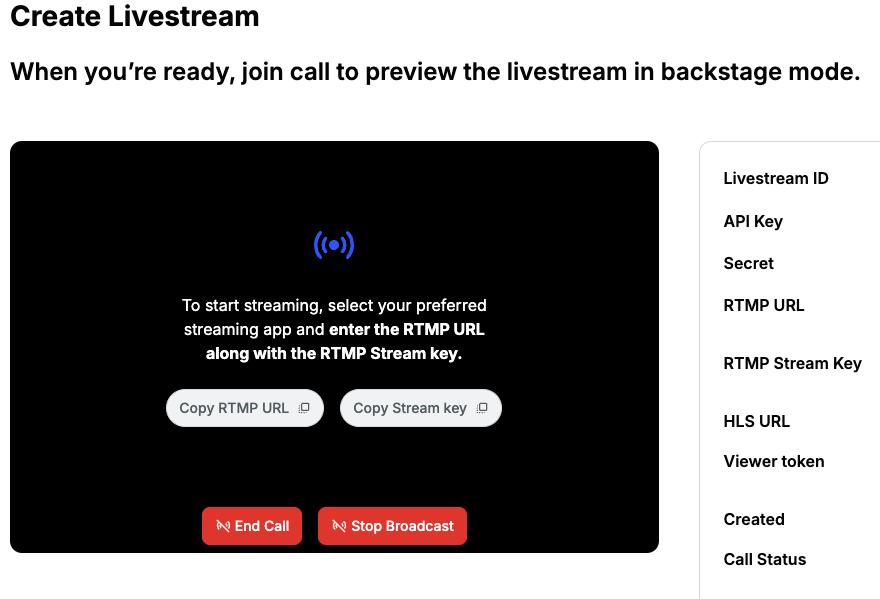 Create Livestream
When you’re ready, join call to preview the livestream in backstage mode.
To start streaming, select your preferred
streaming app and enter the RTMP URL
along with the RTMP Stream key.
Copy RTMP URL
Copy Stream key
End Call
Stop Broadcast
Livestream ID
API Key
Secret
RTMP URL
RTMP Stream Key
HLS URL
Viewer token
Created
Call Status